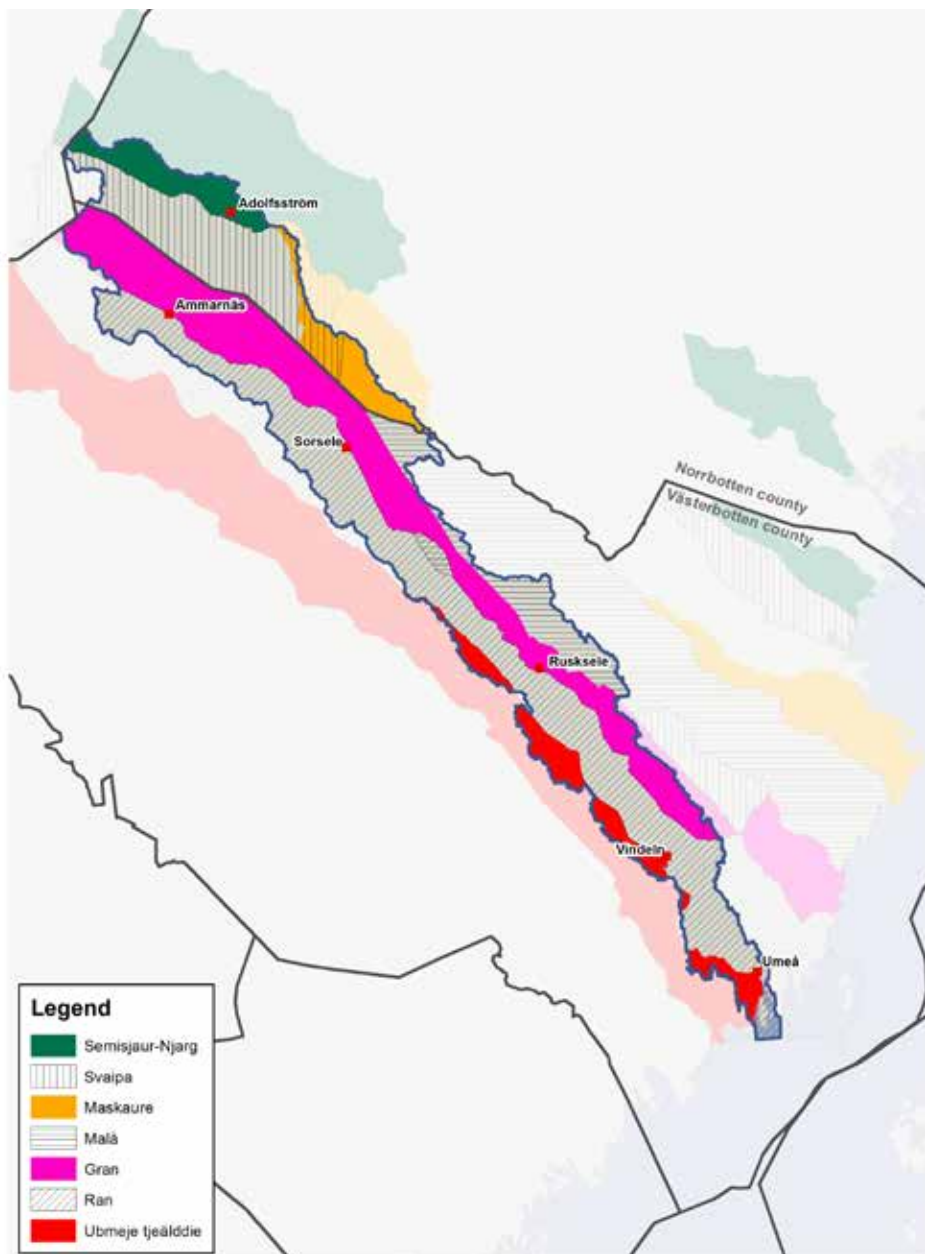 Adolfsström
Ammarnäs
Sorsele
Norrbotten county
Västerbotten county
Rusksele
Vindeln
Umeå
Legend
Semisjaur-Njarg
Svaipa
Maskaure
Malå
Gran
Ran
Ubmeje tjeälddie